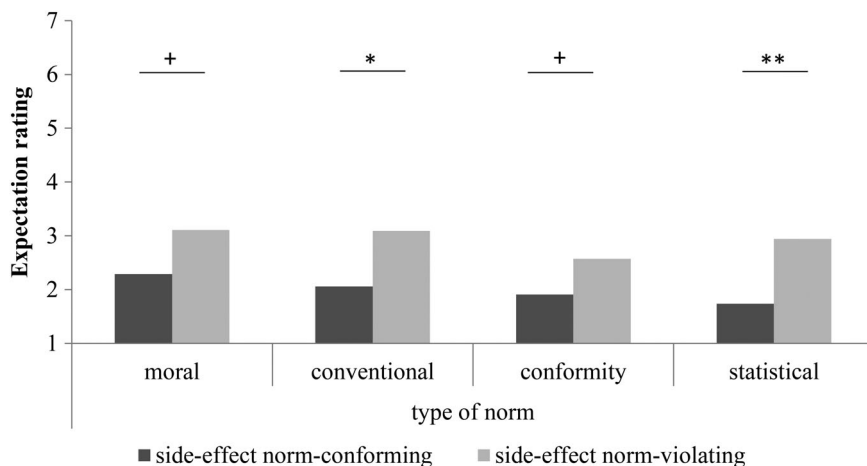 7
+
*
+
**
6
5
4
3
2
1
Expectation rating
moral
conventional
conformity
statistical
type of norm
side-effect norm-conforming
side-effect norm-violating